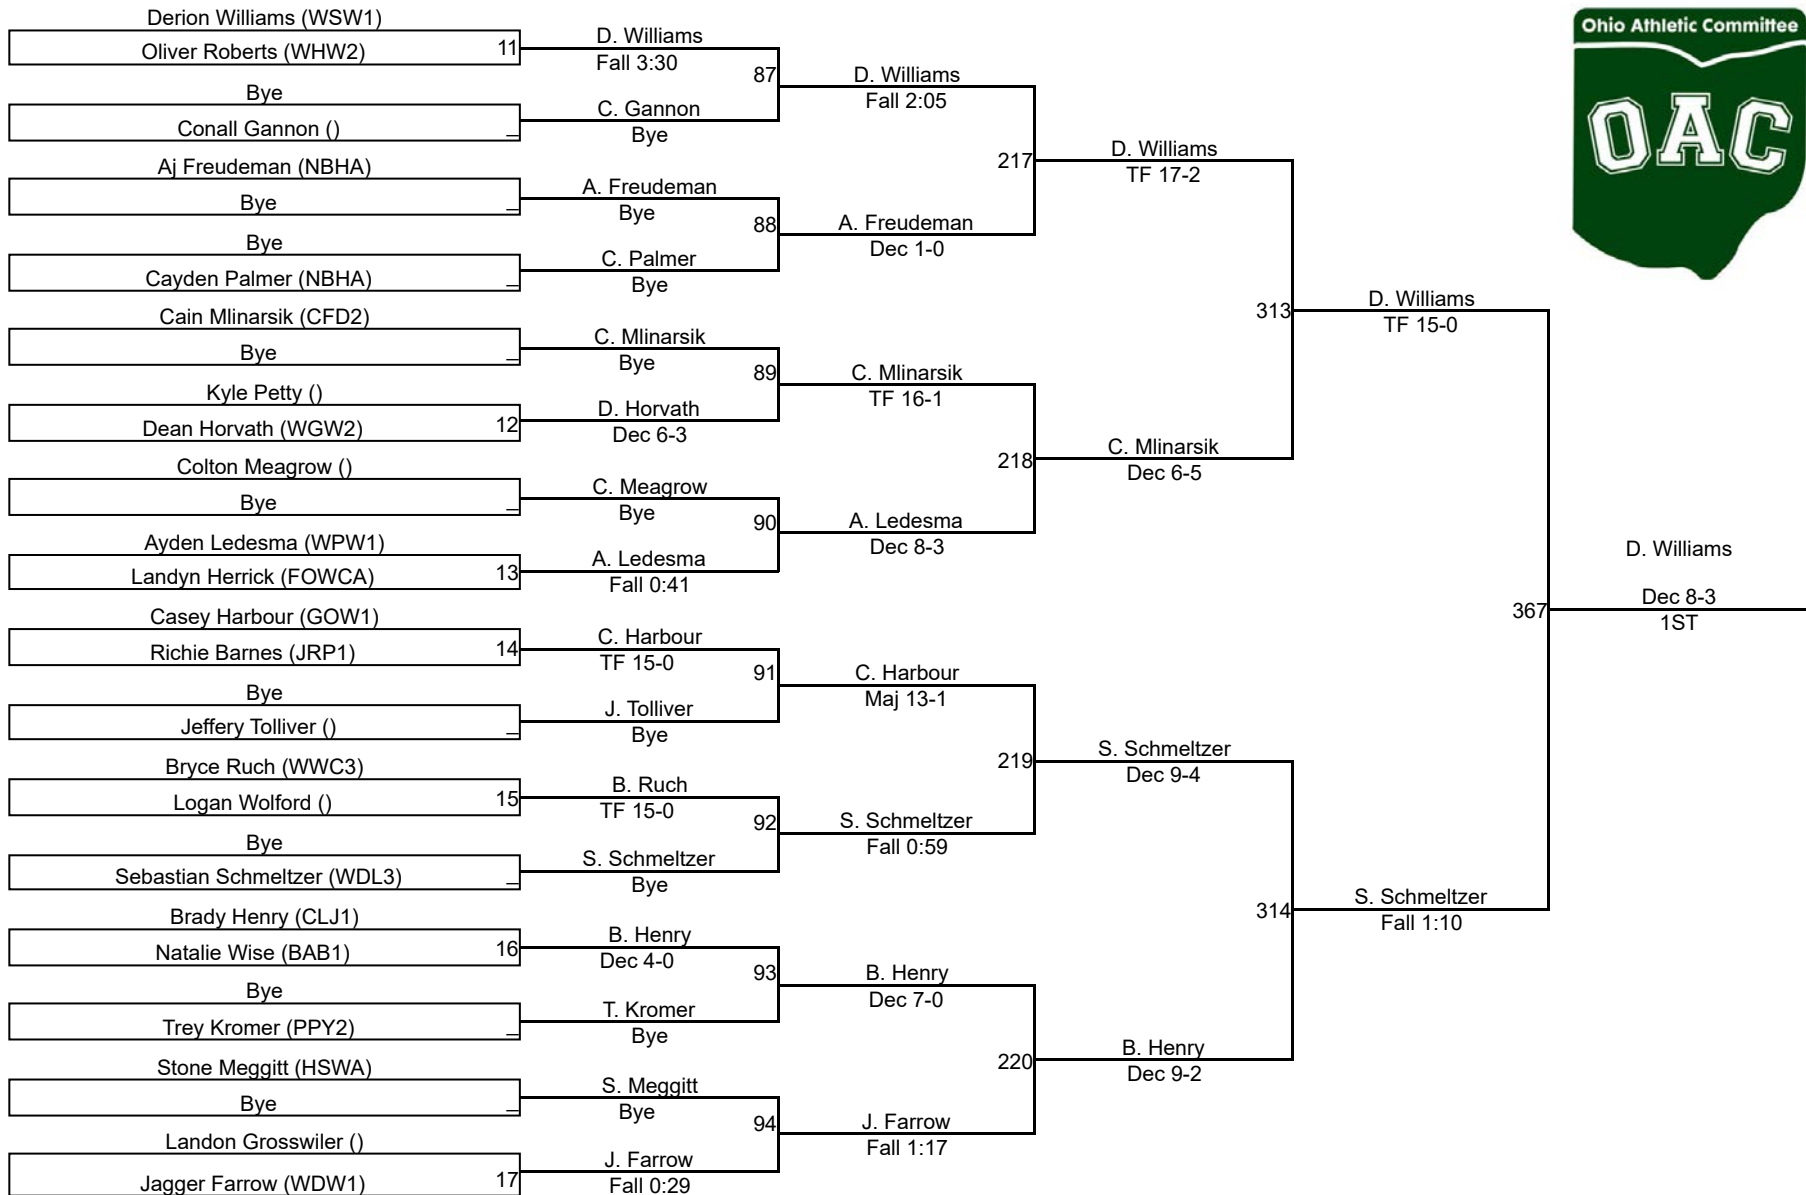 Derion Williams (WSW1)
Oliver Roberts (WHW2)
11
Bye
Conall Gannon ()
_
Aj Freudeman (NBHA)
Bye
_
Bye
Cayden Palmer (NBHA)
_
Cain Mlinarsik (CFD2)
Bye
_
Kyle Petty ()
Dean Horvath (WGW2)
12
Colton Meagrow ()
Bye
_
Ayden Ledesma (WPW1)
Landyn Herrick (FOWCA)
13
Casey Harbour (GOW1)
Richie Barnes (JRP1)
14
Bye
Jeffery Tolliver ()
_
Bryce Ruch (WWC3)
Logan Wolford ()
15
Bye
Sebastian Schmeltzer (WDL3)
_
Brady Henry (CLJ1)
Natalie Wise (BAB1)
16
Bye
Trey Kromer (PPY2)
_
Stone Meggitt (HSWA)
Bye
_
Landon Grosswiler ()
Jagger Farrow (WDW1)
17
D. Williams
Fall 3:30
87
C. Gannon
Bye
A. Freudeman
Bye
88
C. Palmer
Bye
C. Mlinarsik
Bye
89
D. Horvath
Dec 6-3
C. Meagrow
Bye
90
A. Ledesma
Fall 0:41
C. Harbour
TF 15-0
91
J. Tolliver
Bye
B. Ruch
TF 15-0
92
S. Schmeltzer
Bye
B. Henry
Dec 4-0
93
T. Kromer
Bye
S. Meggitt
Bye
94
J. Farrow
Fall 0:29
D. Williams
Fall 2:05
217
A. Freudeman
Dec 1-0
C. Mlinarsik
TF 16-1
218
A. Ledesma
Dec 8-3
C. Harbour
Maj 13-1
219
S. Schmeltzer
Fall 0:59
B. Henry
Dec 7-0
220
J. Farrow
Fall 1:17
D. Williams
TF 17-2
313
C. Mlinarsik
Dec 6-5
S. Schmeltzer
Dec 9-4
314
B. Henry
Dec 9-2
D. Williams
TF 15-0
367
S. Schmeltzer
Fall 1:10
D. Williams
Dec 8-3
1ST
Ohio Athletic Committee
OAC